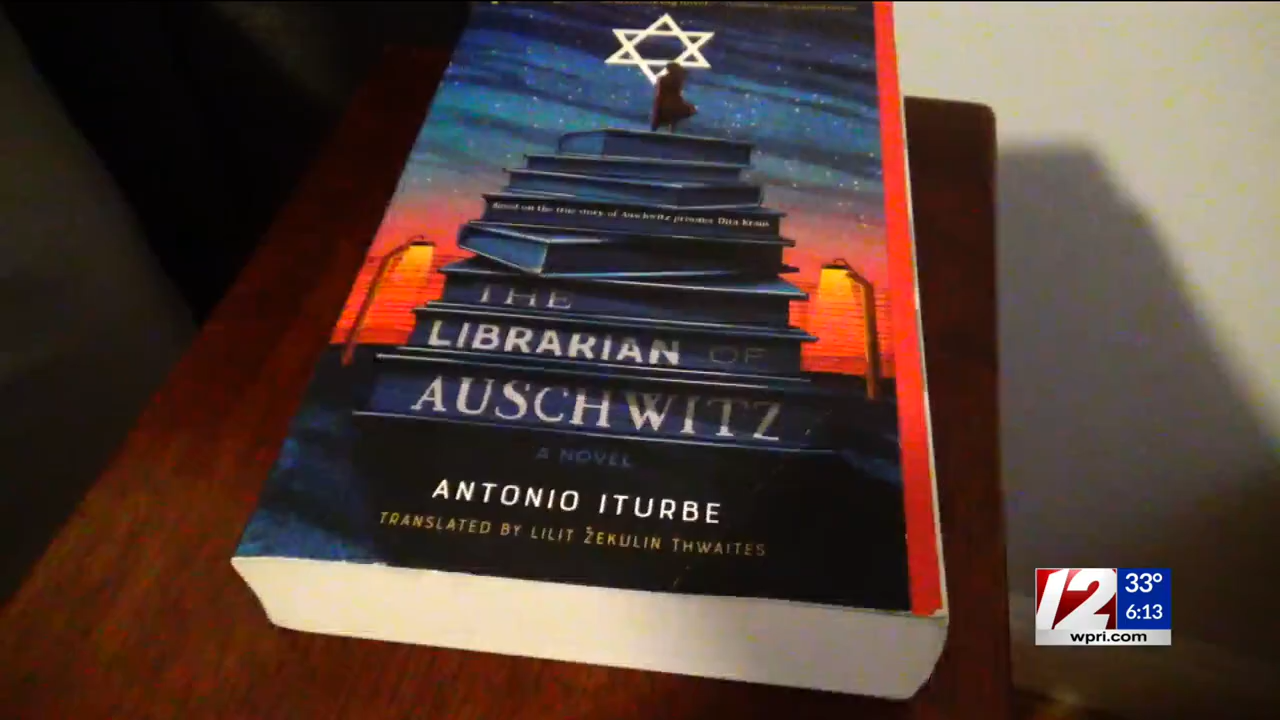 Based on the true story of Auschwitz prisoner Dita Kraus
THE
LIBRARIAN OF
AUSCHWITZ
A NOVEL
ANTONIO ITURBE
TRANSLATED BY LILIT ŽEKULIN THWAITES
12 33°
6:13
wpri.com